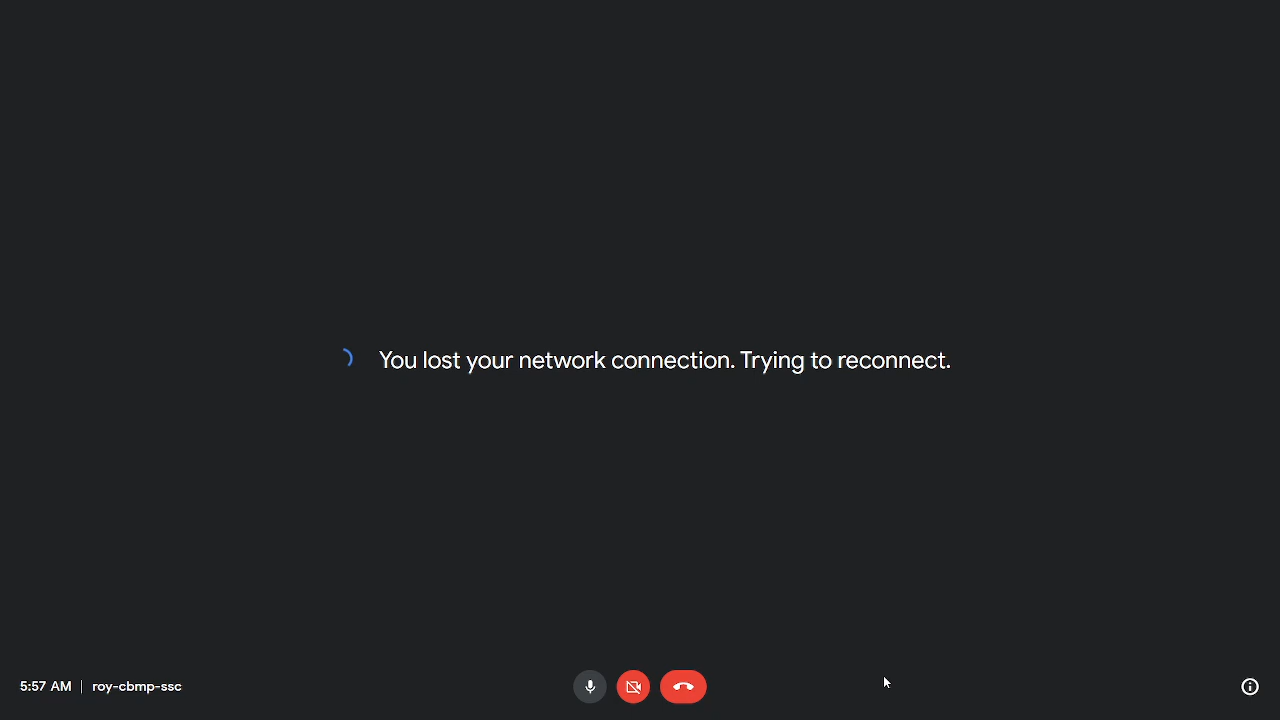 You lost your network connection. Trying to reconnect.
5:57 AM | roy-cbmp-ssc